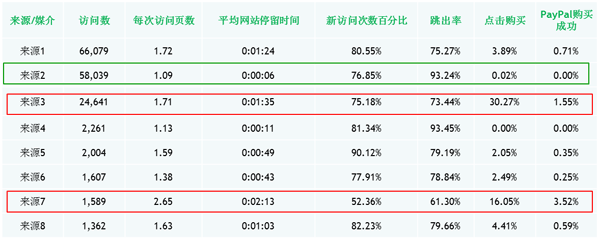 来源/媒介 访问数 每次访问页数 平均网站停留时间 新访问次数百分比 跳出率 点击购买 PayPal购买成功
来源1 66,079 1.72 0:01:24 80.55% 75.27% 3.89% 0.71%
来源2 58,039 1.09 0:00:06 76.85% 93.24% 0.02% 0.00%
来源3 24,641 1.71 0:01:35 75.18% 73.44% 30.27% 1.55%
来源4 2,261 1.13 0:00:11 81.34% 93.45% 0.00% 0.00%
来源5 2,004 1.59 0:00:49 90.12% 79.19% 2.05% 0.35%
来源6 1,607 1.38 0:00:43 77.91% 78.84% 2.49% 0.25%
来源7 1,589 2.65 0:02:13 52.36% 61.30% 16.05% 3.52%
来源8 1,362 1.63 0:01:03 82.23% 79.66% 4.41% 0.59%